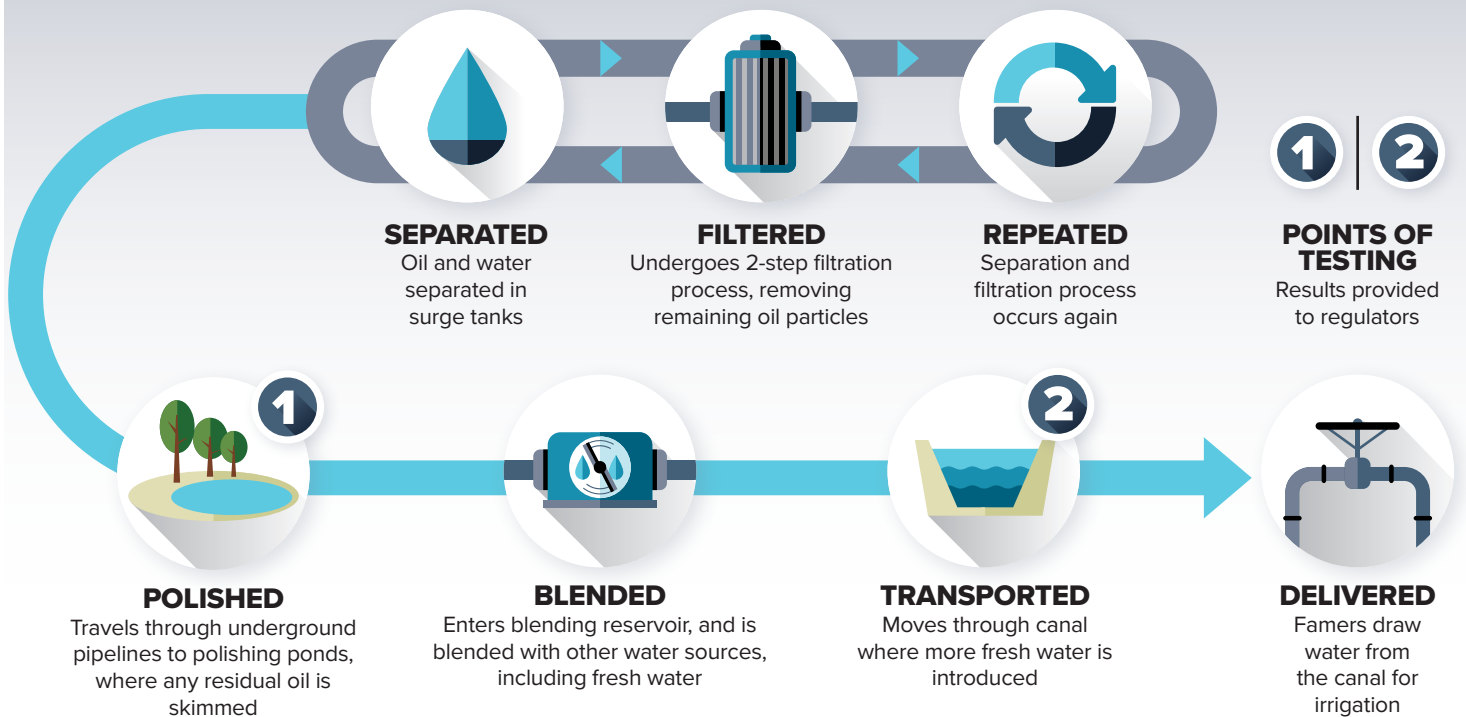 1
2
SEPARATED
Oil and water
separated in
surge tanks
FILTERED
Undergoes 2-step filtration
process, removing
remaining oil particles
REPEATED
Separation and
filtration process
occurs again
POINTS OF
TESTING
Results provided
to regulators
1
2
POLISHED
Travels through underground
pipelines to polishing ponds,
where any residual oil is
skimmed
BLENDED
Enters blending reservoir, and is
blended with other water sources,
including fresh water
TRANSPORTED
Moves through canal
where more fresh water is
introduced
DELIVERED
Famers draw
water from
the canal for
irrigation